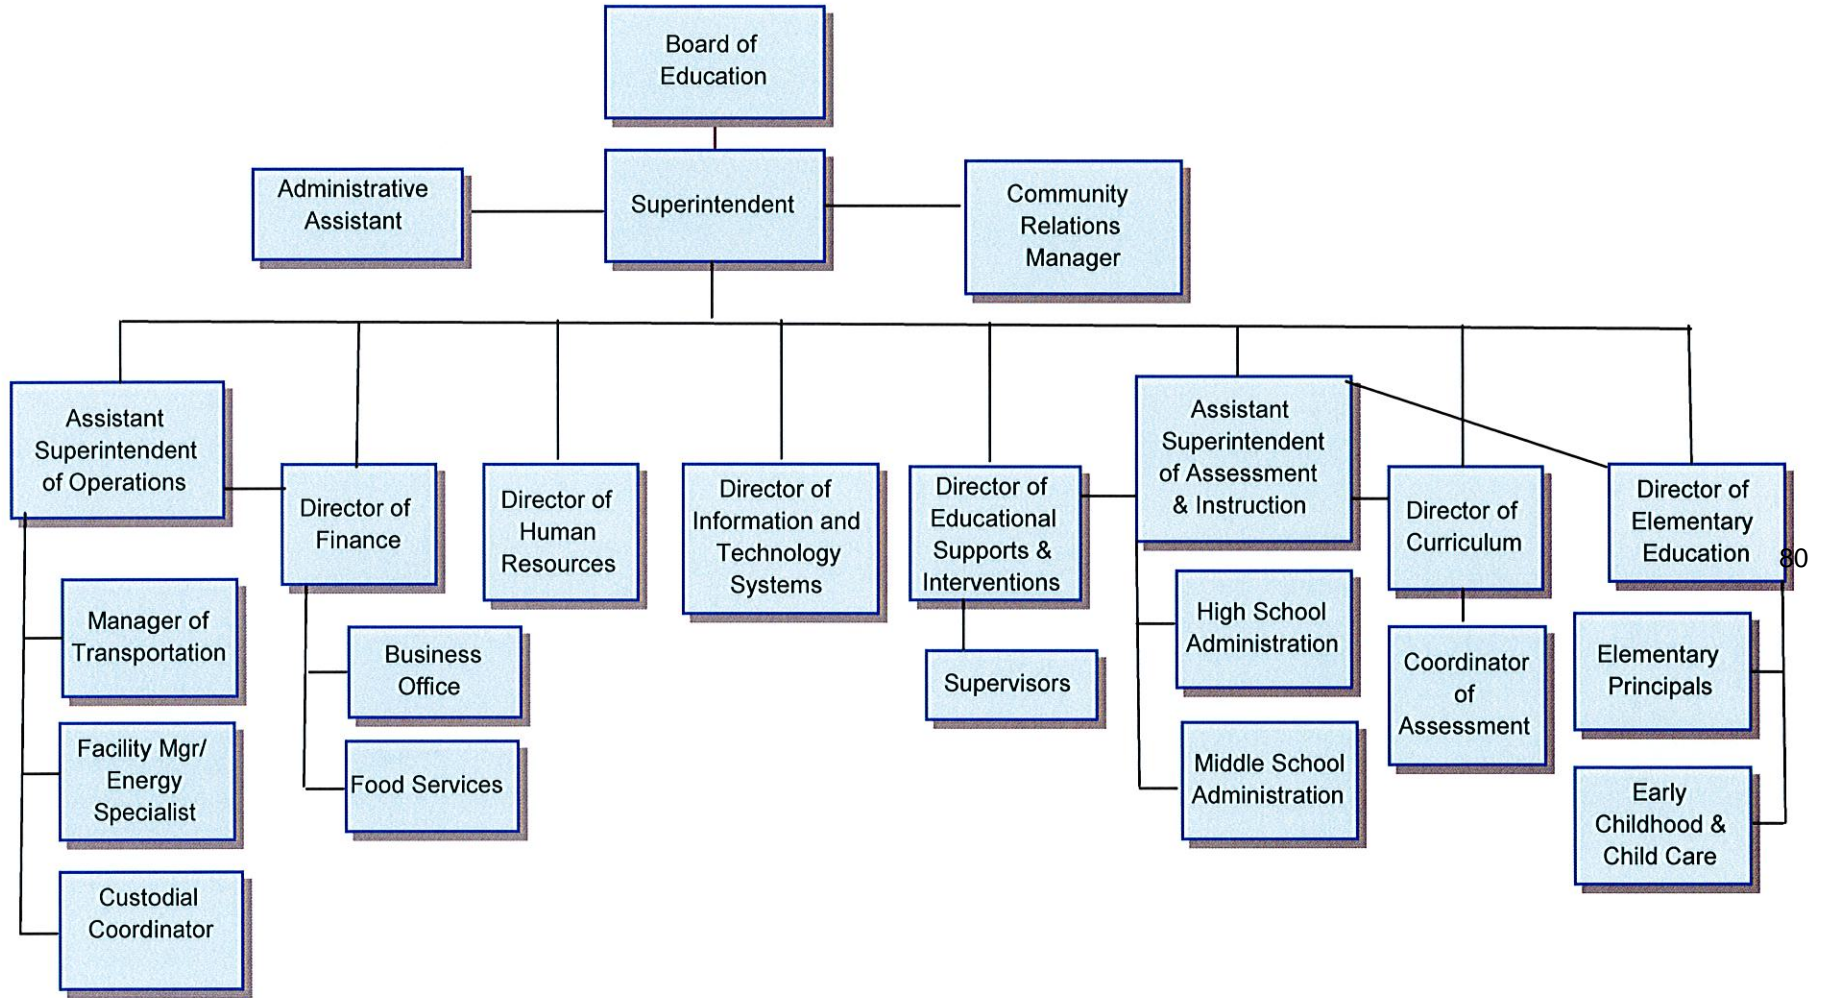 Board of
Education
Administrative
Assistant
Superintendent
Community
Relations
Manager
Assistant
Superintendent
of Operations
Director of
Finance
Director of
Human
Resources
Director of
Information and
Technology
Systems
Director of
Educational
Supports &
Interventions
Assistant
Superintendent
of Assessment
& Instruction
Director of
Curriculum
Director of
Elementary
Education
80
Manager of
Transportation
Facility Mgr/
Energy
Specialist
Custodial
Coordinator
Business
Office
Food Services
Supervisors
High School
Administration
Middle School
Administration
Coordinator
of
Assessment
Elementary
Principals
Early
Childhood &
Child Care